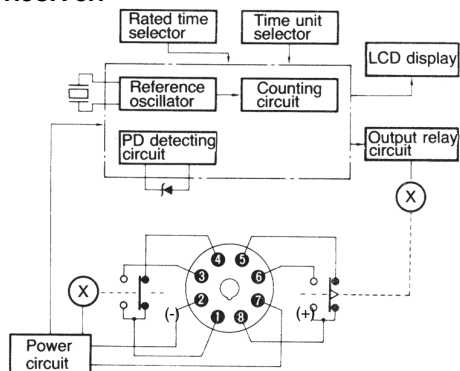 Rated time
selector
Time unit
selector
LCD display
Reference
oscillator
Counting
circuit
PD detecting
circuit
Output relay
circuit
X
4
5
3
6
X
2
7
(-)
(+)
1
8
Power
circuit